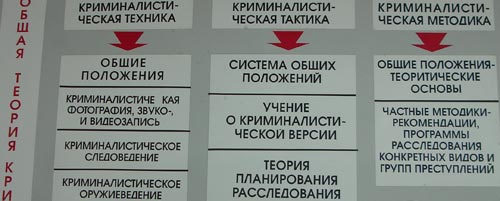 ОБЩАЯ ТЕОРИЯ КРИ
КРИМИНАЛИСТИ-
ЧЕСКАЯ ТЕХНИКА
ОБЩИЕ
ПОЛОЖЕНИЯ
КРИМИНАЛИСТИЧЕ КАЯ
ФОТОГРАФИЯ, ЗВУКО-,
И ВИДЕОЗАПИСЬ
КРИМИНАЛИСТИЧЕСКОЕ
СЛЕДОВЕДЕНИЕ
КРИМИНАЛИСТИЧЕСКОЕ
ОРУЖИЕВЕДЕНИЕ
КРИМИНАЛИСТИ-
ЧЕСКАЯ ТАКТИКА
СИСТЕМА ОБЩИХ
ПОЛОЖЕНИЙ
УЧЕНИЕ
О КРИМИНАЛИСТИ-
ЧЕСКОЙ ВЕРСИИ
ТЕОРИЯ
ПЛАНИРОВАНИЯ
РАССЛЕДОВАНИЯ
КРИМИНАЛИСТИ-
ЧЕСКАЯ МЕТОДИКА
ОБЩИЕ ПОЛОЖЕНИЯ-
ТЕОРИТИЧЕСКИЕ
ОСНОВЫ
ЧАСТНЫЕ МЕТОДИКИ-
РЕКОМЕНДАЦИИ,
ПРОГРАММЫ
РАССЛЕДОВАНИЯ
КОНКРЕТНЫХ ВИДОВ И
ГРУПП ПРЕСТУПЛЕНИЙ